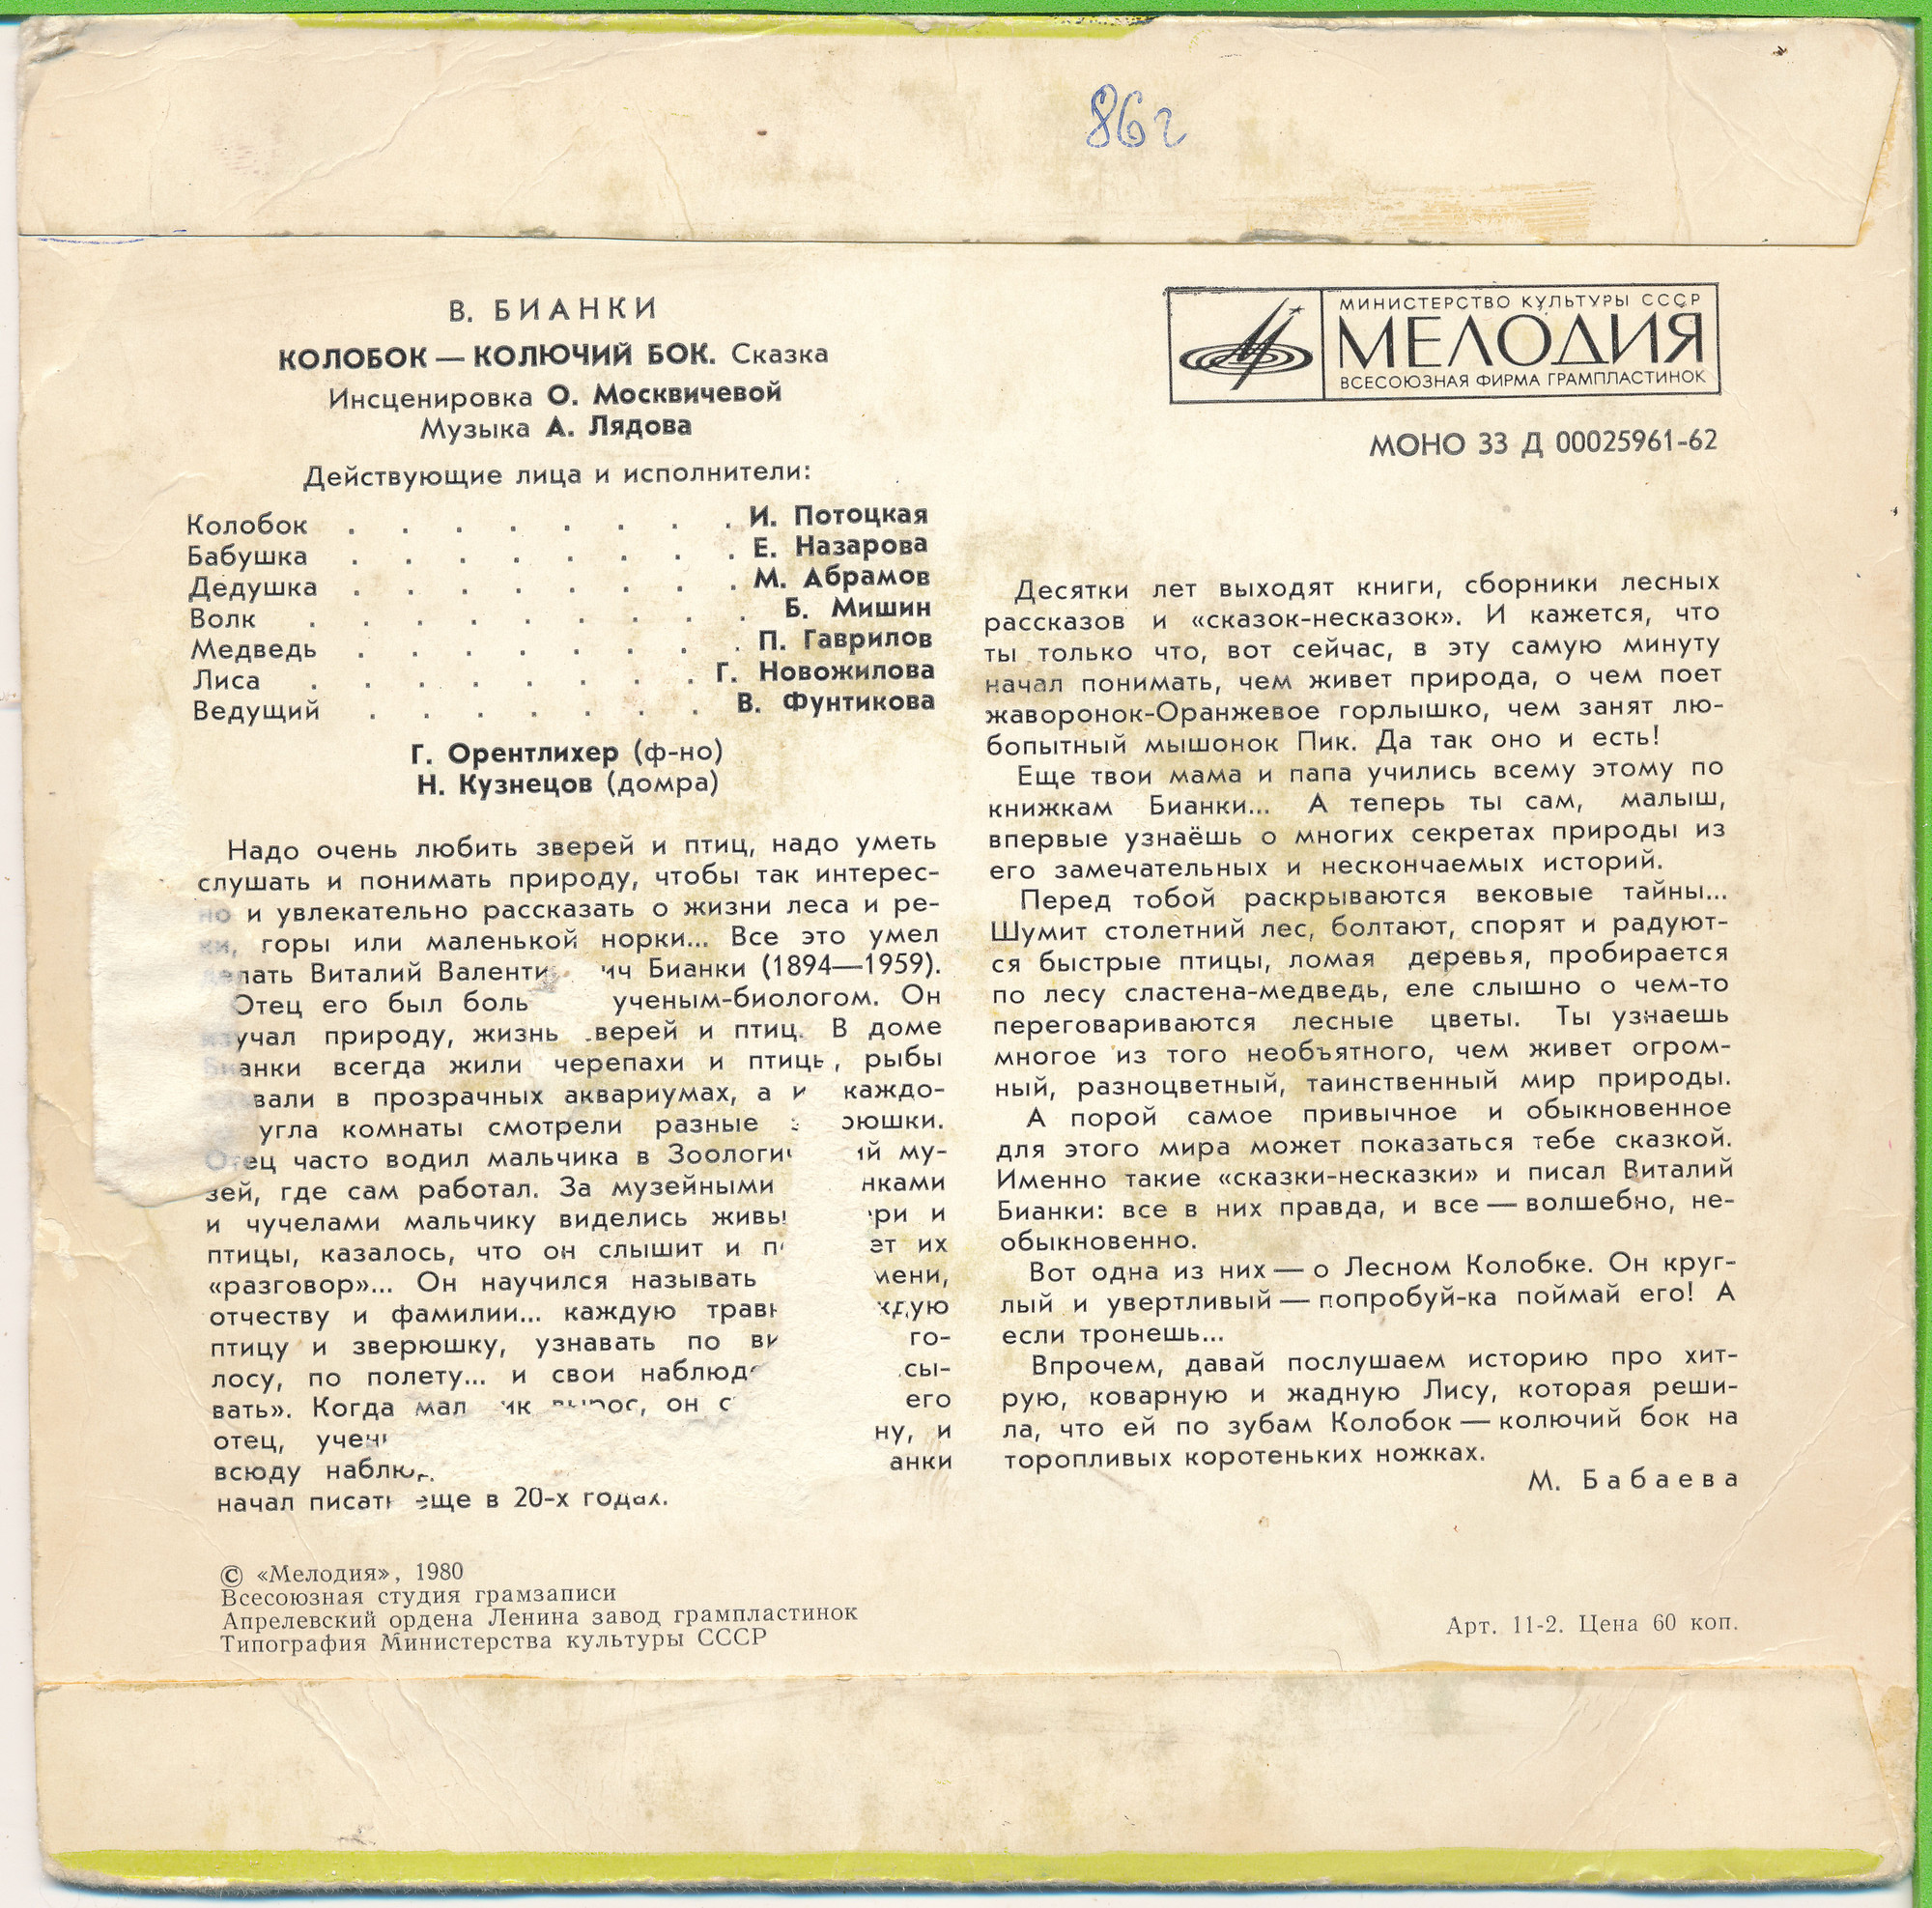 86 г
В. БИАНКИ
КОЛОБОК — КОЛЮЧИЙ БОК. Сказка
Инсценировка О. Москвичевой
Музыка А. Лядова
Действующие лица и исполнители:
Колобок . . . . . . . . И. Потоцкая
Бабушка . . . . . . . . Е. Назарова
Дедушка . . . . . . . . М. Абрамов
Волк . . . . . . . . . Б. Мишин
Медведь . . . . . . . . П. Гаврилов
Лиса . . . . . . . . Г. Новожилова
Ведущий . . . . . . . В. Фунтикова
Г. Орентлихер (ф-но)
Н. Кузнецов (домра)
Надо очень любить зверей и птиц, надо уметь
слушать и понимать природу, чтобы так интерес-
но и увлекательно рассказать о жизни леса и ре-
ки, горы или маленькой норки... Все это умел
делать Виталий Бианки (1894—1959).
Отец его был ученым-биологом. Он
изучал природу, жизнь зверей и птиц. В доме
Бианки всегда жили черепахи и птицы, рыбы
в прозрачных аквариумах, а каждо-
угла комнаты смотрели разные
Отец часто водил мальчика в му-
зей, где сам работал. За музейными
и чучелами мальчику виделись и
птицы, казалось, что он слышит и их
«разговор»... Он научился называть
отчеству и фамилии... каждую
птицу и зверюшку, узнавать по го-
лосу, по полету... и свои
вать». Когда вырос, он его
отец, и
всюду
начал писать еще в 20-х годах.
© «Мелодия», 1980
Всесоюзная студия грамзаписи
Апрелевский ордена Ленина завод грампластинок
Типография Министерства культуры СССР
МИНИСТЕРСТВО КУЛЬТУРЫ СССР
МЕЛОДИЯ
ВСЕСОЮЗНАЯ ФИРМА ГРАМПЛАСТИНОК
МОНО 33 Д 00025961-62
Десятки лет выходят книги, сборники лесных
рассказов и «сказок-несказок». И кажется, что
ты только что, вот сейчас, в эту самую минуту
начал понимать, чем живет природа, о чем поет
жаворонок-Оранжевое горлышко, чем занят лю-
бопытный мышонок Пик. Да так оно и есть!
Еще твои мама и папа учились всему этому по
книжкам Бианки... А теперь ты сам, малыш,
впервые узнаёшь о многих секретах природы из
его замечательных и нескончаемых историй.
Перед тобой раскрываются вековые тайны...
Шумит столетний лес, болтают, спорят и радуют-
ся быстрые птицы, ломая деревья, пробирается
по лесу сластена-медведь, еле слышно о чем-то
переговариваются лесные цветы. Ты узнаешь
многое из того необъятного, чем живет огром-
ный, разноцветный, таинственный мир природы.
А порой самое привычное и обыкновенное
для этого мира может показаться тебе сказкой.
Именно такие «сказки-несказки» и писал Виталий
Бианки: все в них правда, и все — волшебно, не-
обыкновенно.
Вот одна из них — о Лесном Колобке. Он круг-
лый и увертливый — попробуй-ка поймай его! А
если тронешь...
Впрочем, давай послушаем историю про хит-
рую, коварную и жадную Лису, которая реши-
ла, что ей по зубам Колобок — колючий бок на
торопливых коротеньких ножках.
М. Бабаева
Арт. 11-2. Цена 60 коп.